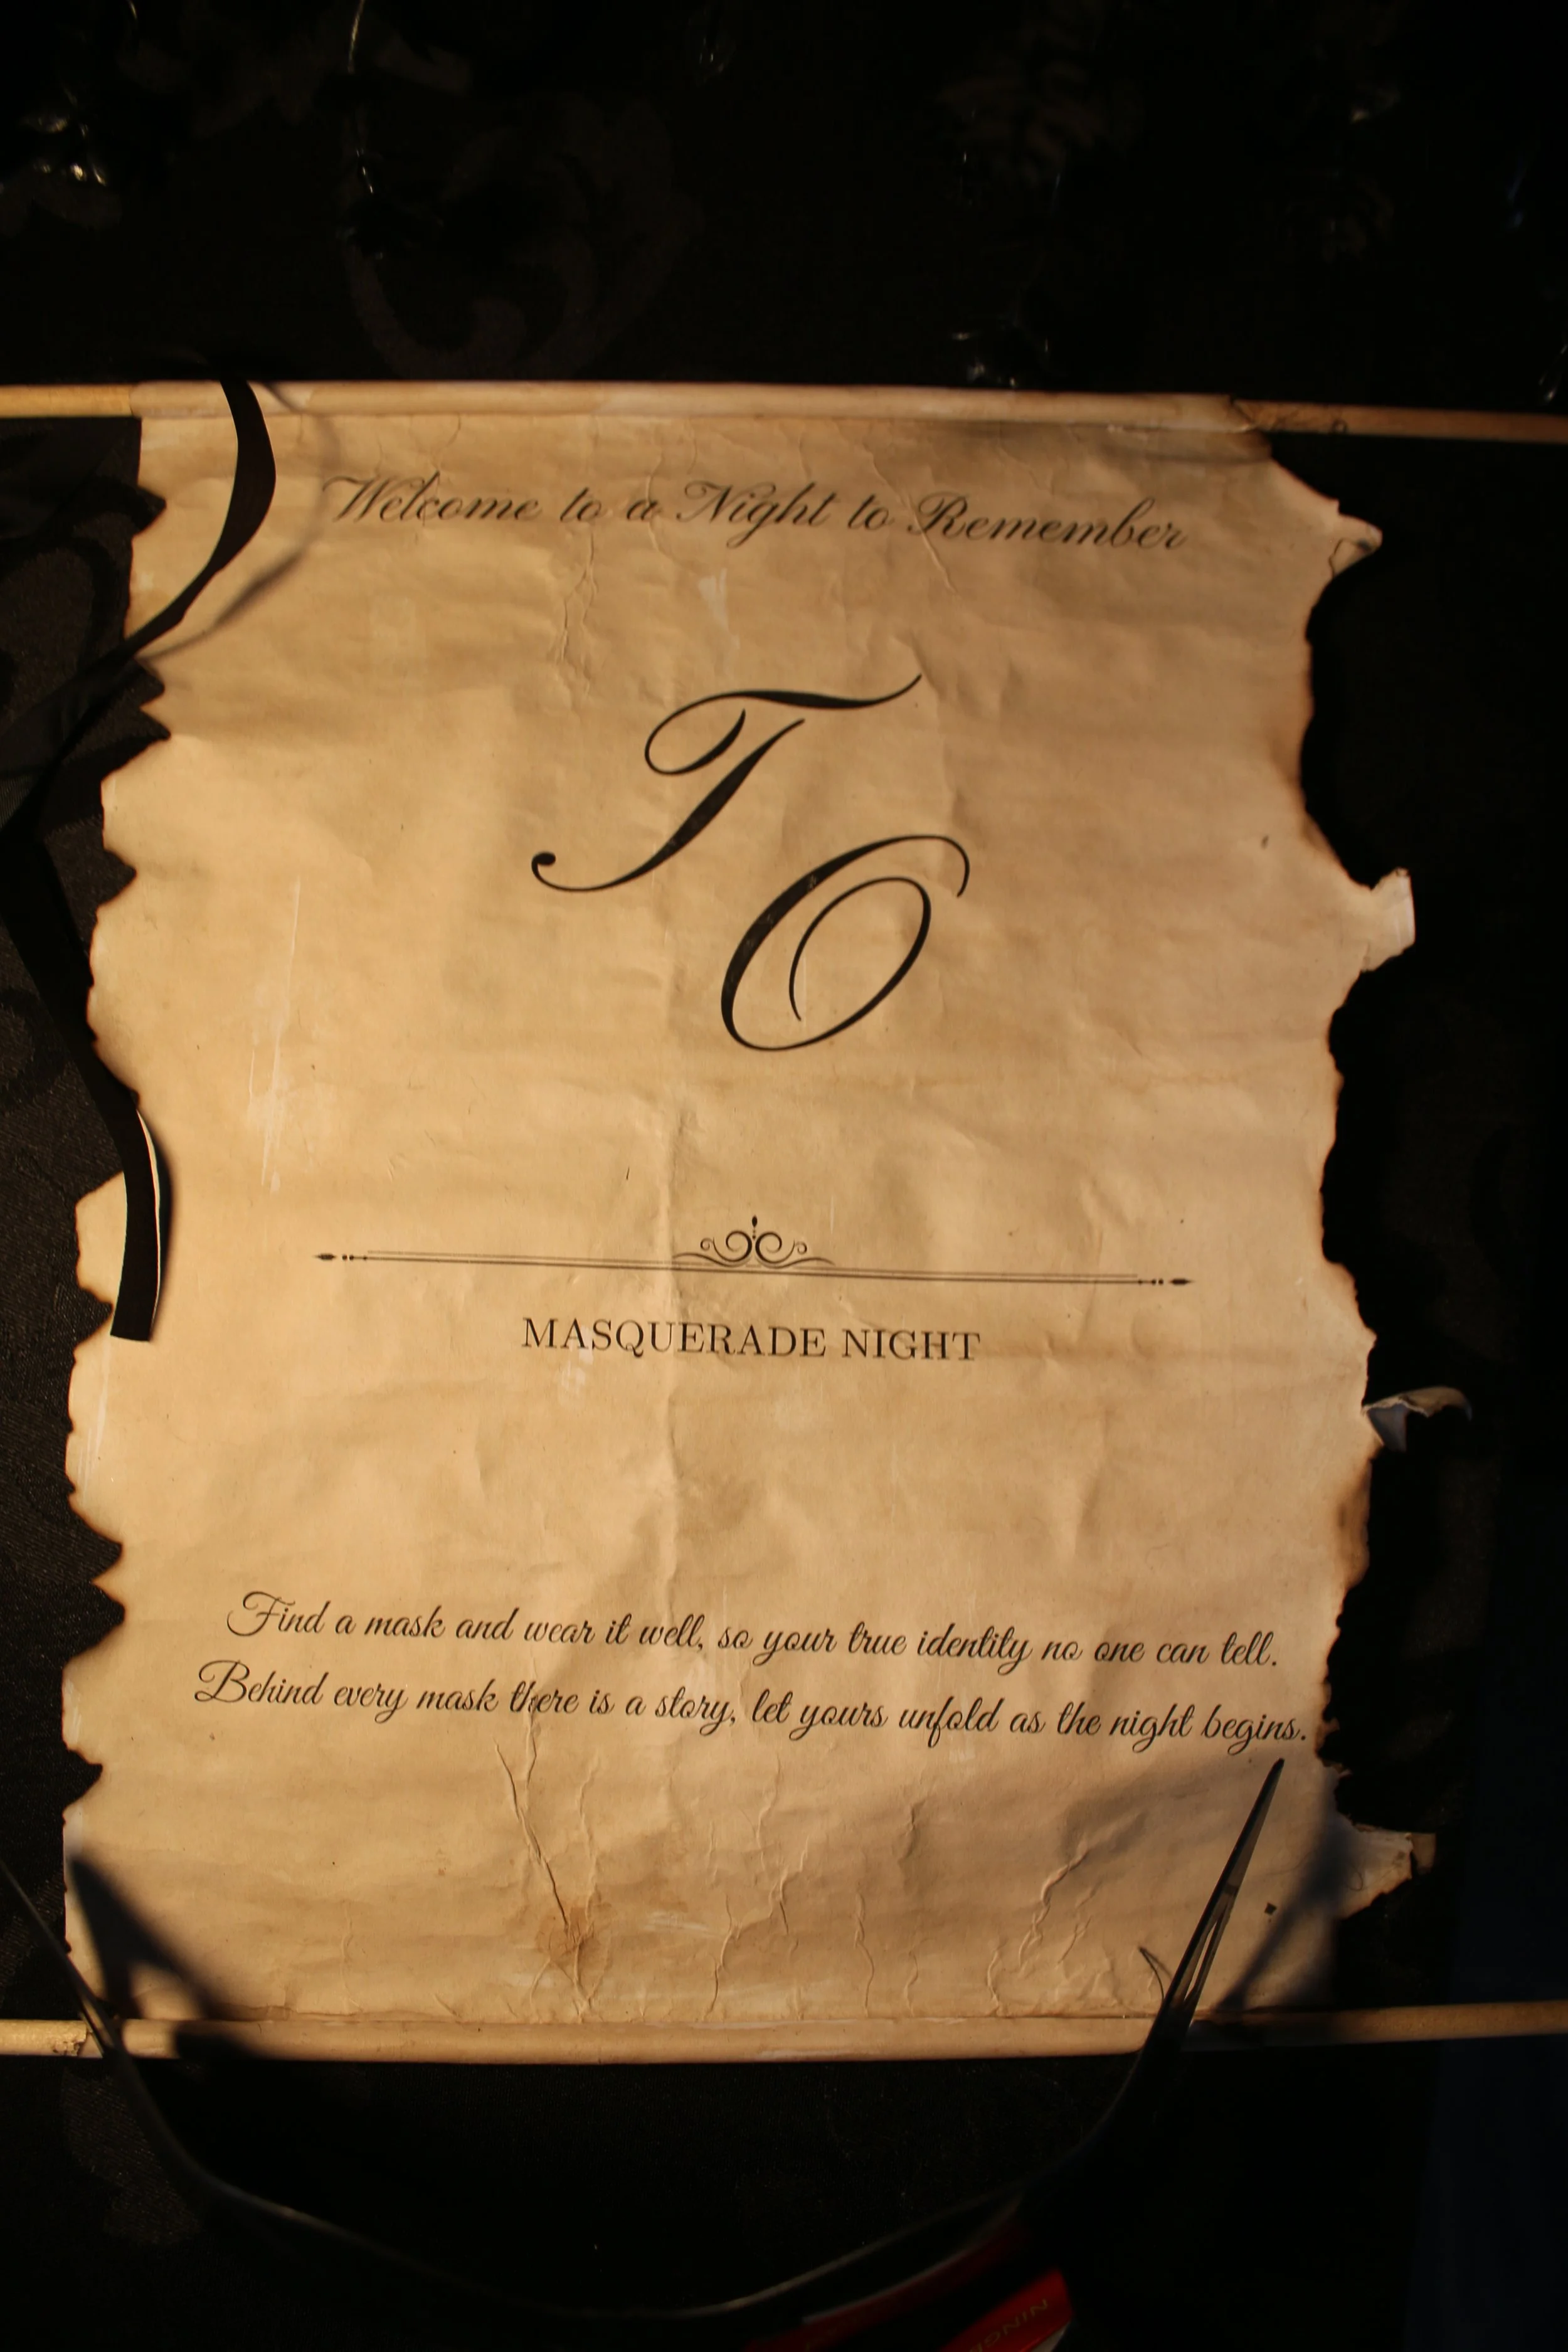 Welcome to a Night to Remember
T
O
MASQUERADE NIGHT
Find a mask and wear it well, so your true identity no one can tell.
Behind every mask there is a story, let yours unfold as the night begins.